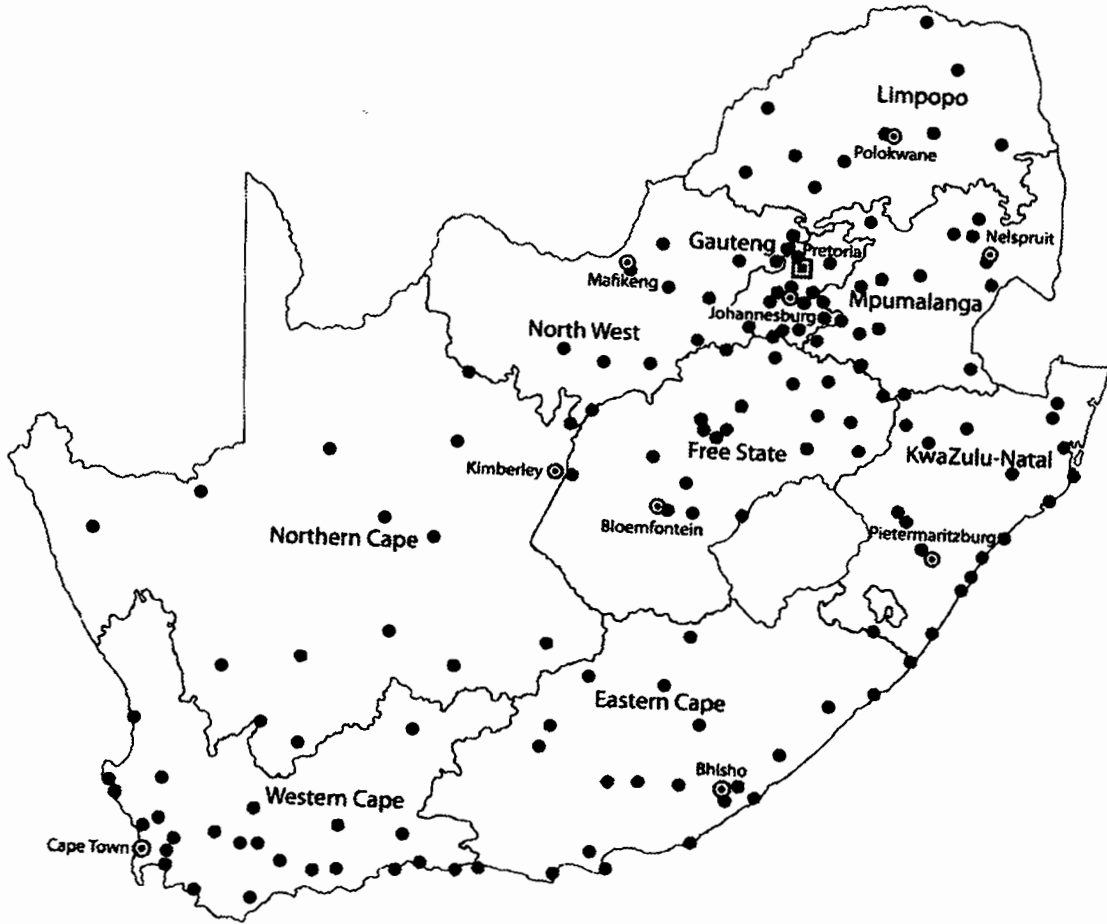 Limpopo
Polokwane
Gauteng
Pretorial
Nelspruit
Mafikeng
Mpumalanga
Johannesburg
North West
Free State
KwaZulu-Natal
Kimberley
Bloemfontein
Northern Cape
Pietermaritzburg
Eastern Cape
Bhisho
Western Cape
Cape Town